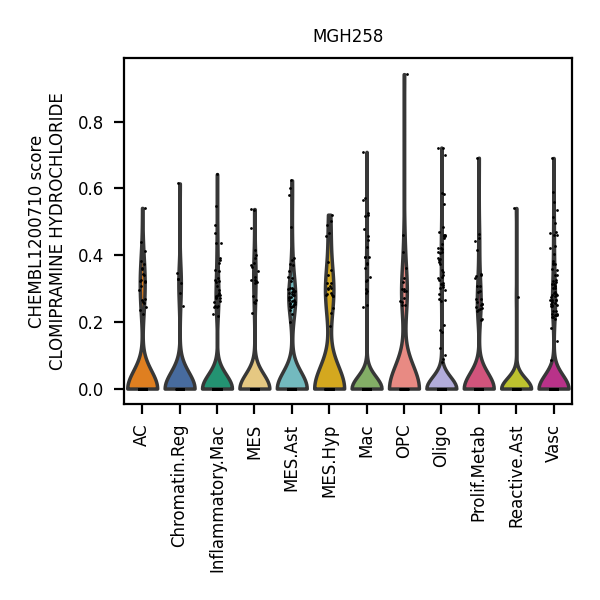 MGH258
CHEMBL1200710 score
CLOMIPRAMINE HYDROCHLORIDE
0.8
0.6
0.4
0.2
0.0
AC
Chromatin.Reg
Inflammatory.Mac
MES
MES.Ast
MES.Hyp
Mac
OPC
Oligo
Prolif.Metab
Reactive.Ast
Vasc